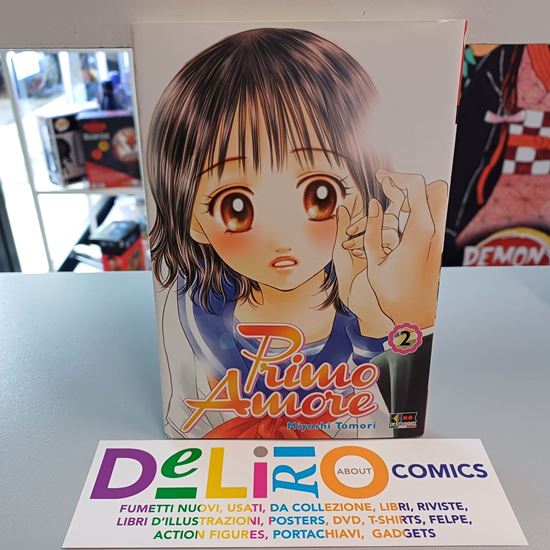 DEMON
Primo
Amore
2
Miyoshi Tomori
DeLiRiO ABOUT COMICS
FUMETTI NUOVI, USATI, DA COLLEZIONE, LIBRI, RIVISTE,
LIBRI D'ILLUSTRAZIONI, POSTERS, DVD, T-SHIRTS, FELPE,
ACTION FIGURES, PORTACHIAVI, GADGETS